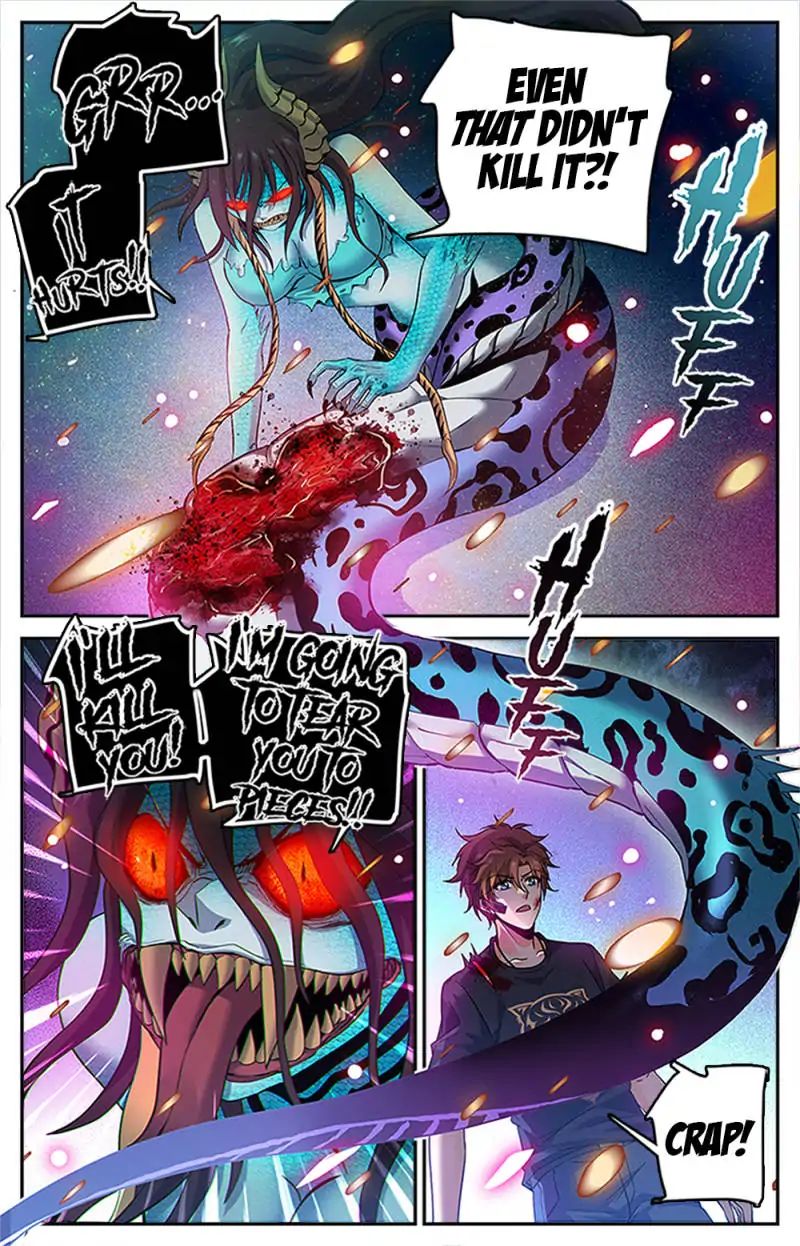 GRR...
IT
HURTS!!
EVEN
THAT DIDN'T
KILL IT?!
HUFF
HUFF
I'LL
KILL
YOU!
I'M GOING
TO TEAR
YOU TO
PIECES!!
CRAP!